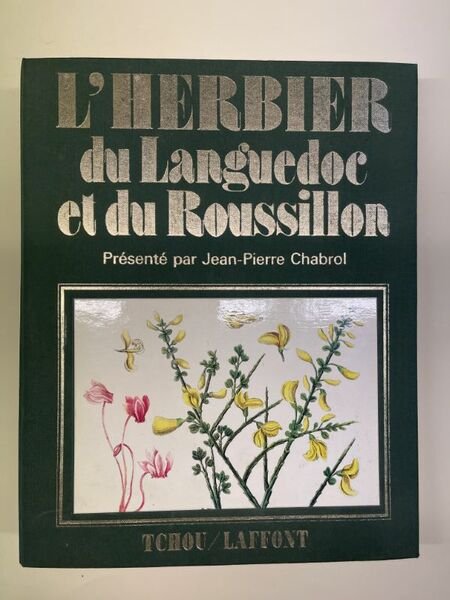 L'HERBIER
du Languedoc
et du Roussillon
Présenté par Jean-Pierre Chabrol
TCHOU/LAFFONT